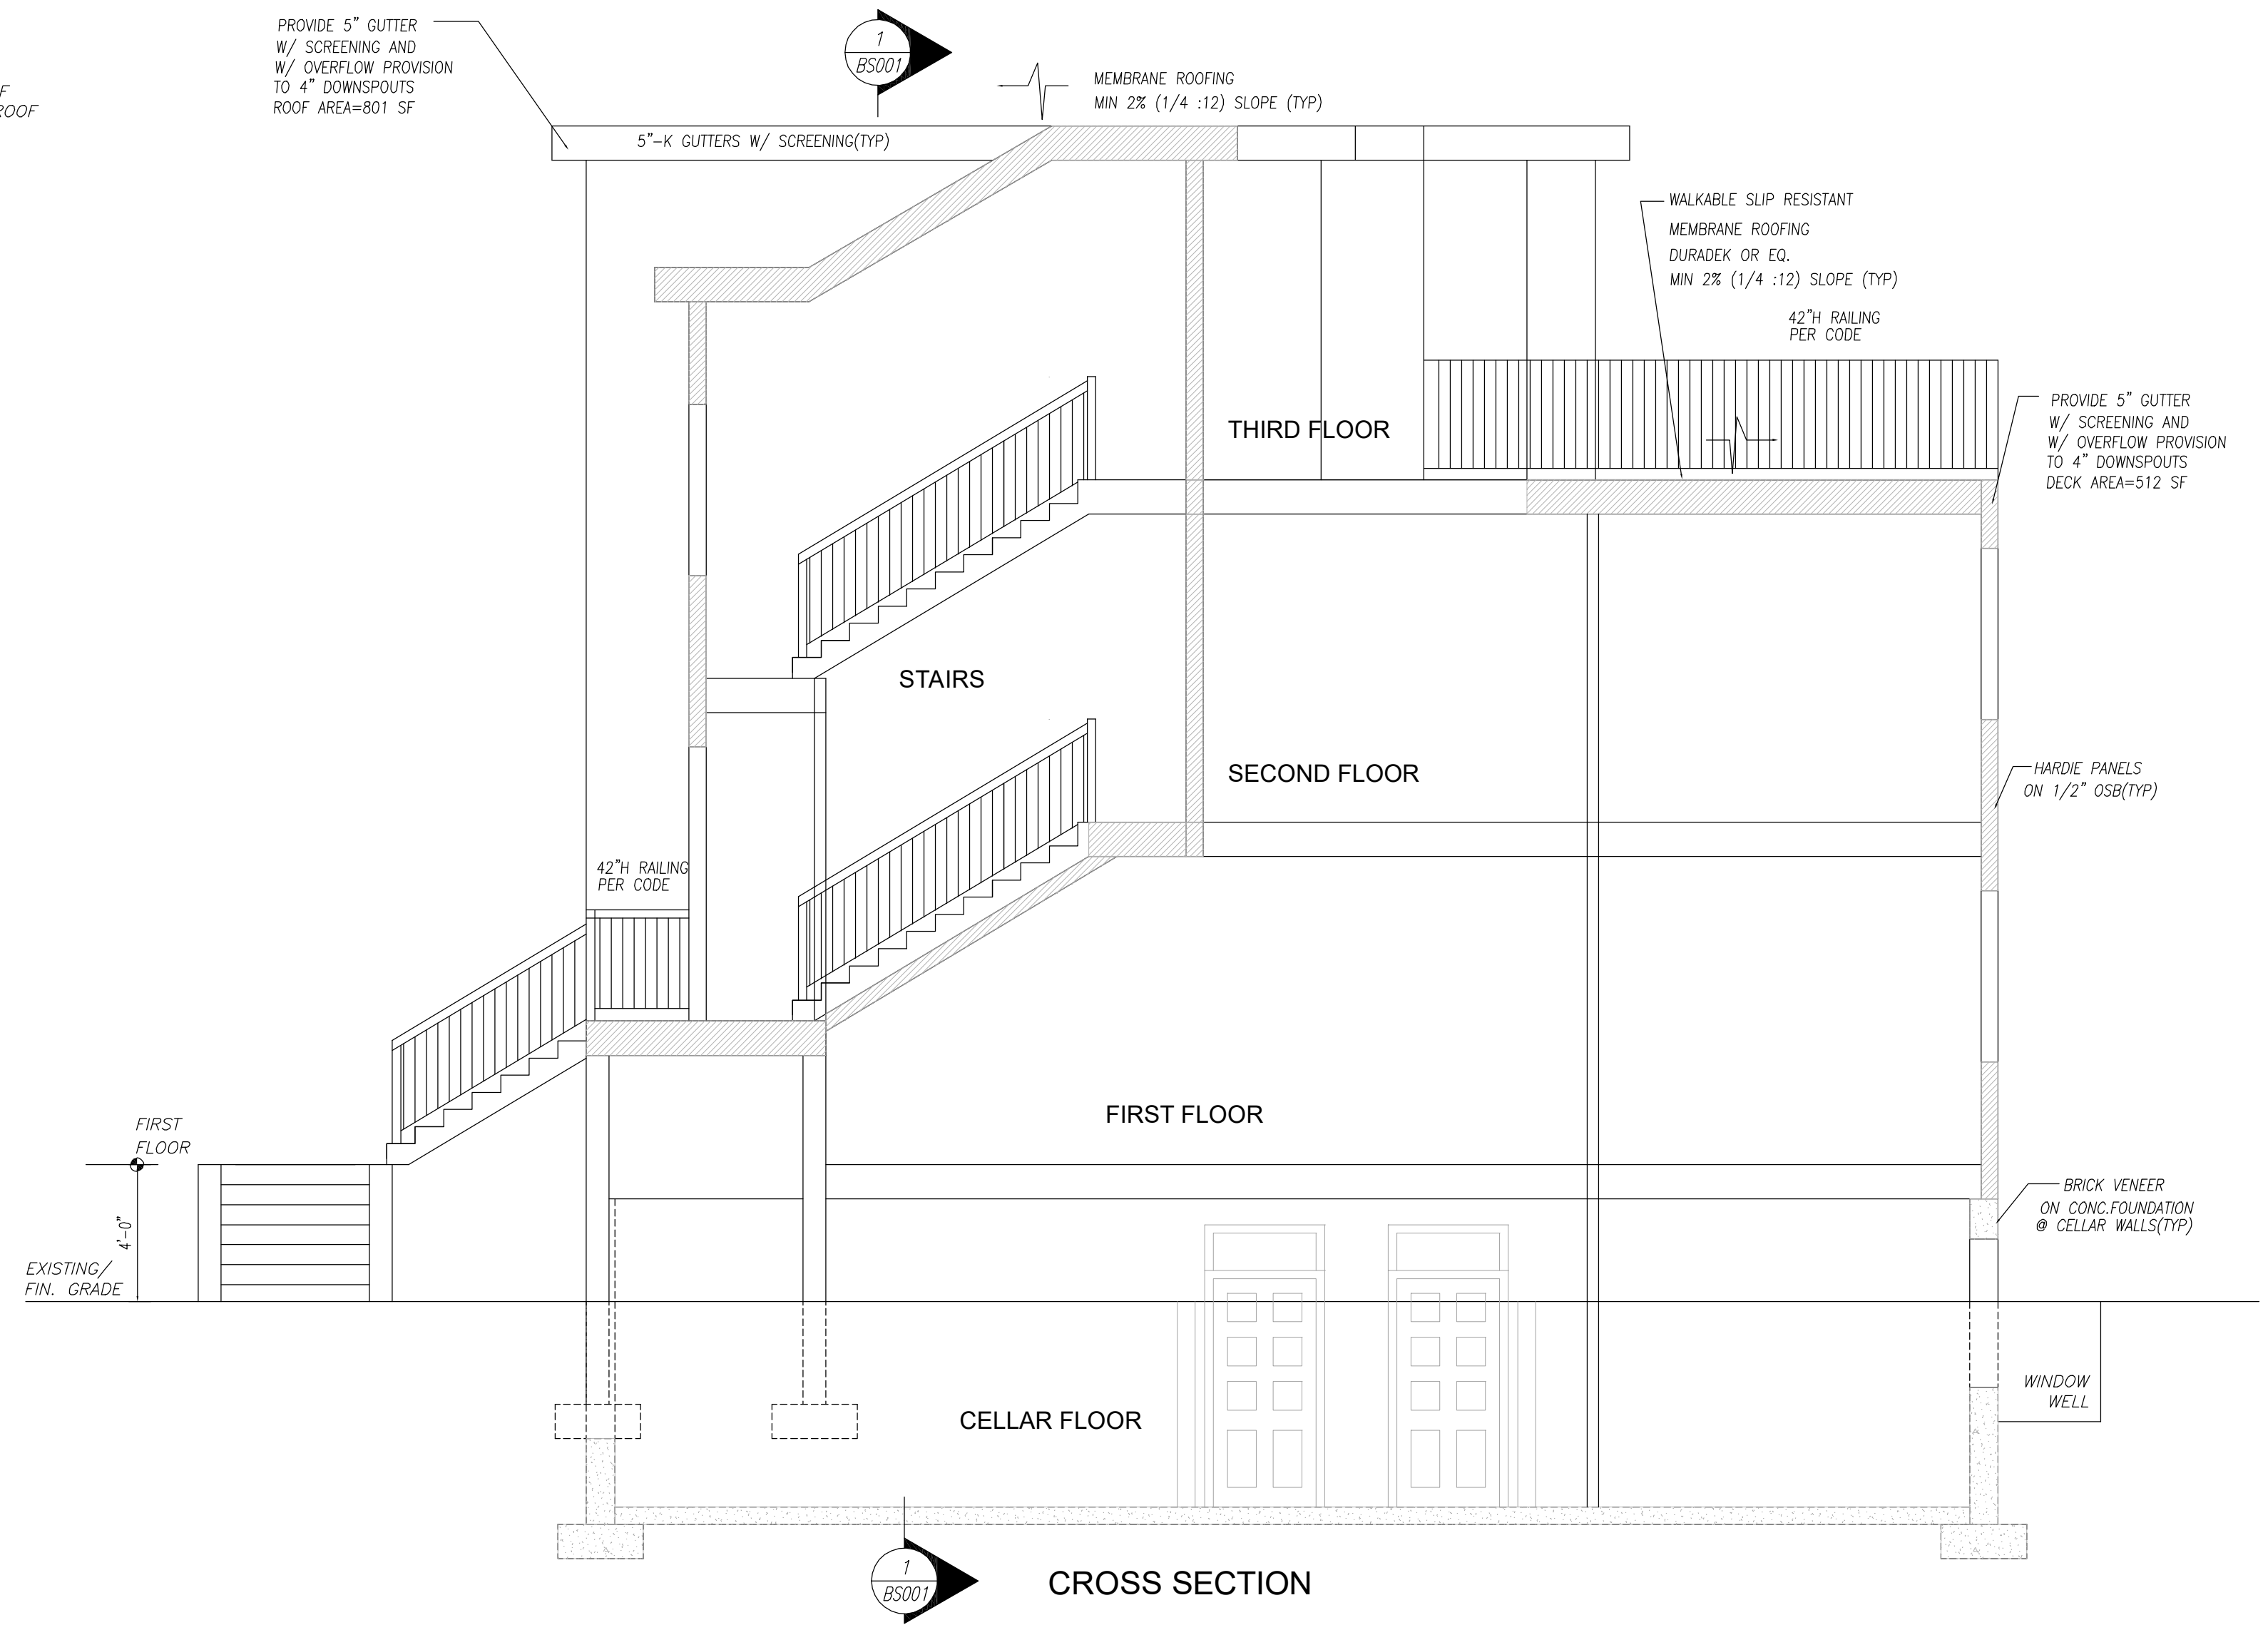 PROVIDE 5" GUTTER
W/ SCREENING AND
W/ OVERFLOW PROVISION
TO 4" DOWNSPOUTS
ROOF AREA=801 SF
F
ROOF
1
BS001
MEMBRANE ROOFING
MIN 2% (1/4 :12) SLOPE (TYP)
5"-K GUTTERS W/ SCREENING(TYP)
WALKABLE SLIP RESISTANT
MEMBRANE ROOFING
DURADEK OR EQ.
MIN 2% (1/4 :12) SLOPE (TYP)
42"H RAILING
PER CODE
PROVIDE 5" GUTTER
W/ SCREENING AND
W/ OVERFLOW PROVISION
TO 4" DOWNSPOUTS
DECK AREA=512 SF
THIRD FLOOR
STAIRS
SECOND FLOOR
HARDIE PANELS
ON 1/2" OSB(TYP)
42"H RAILING
PER CODE
FIRST FLOOR
FIRST
FLOOR
4'-0"
EXISTING/
FIN. GRADE
BRICK VENEER
ON CONC.FOUNDATION
@ CELLAR WALLS(TYP)
WINDOW
WELL
CELLAR FLOOR
1
BS001
CROSS SECTION